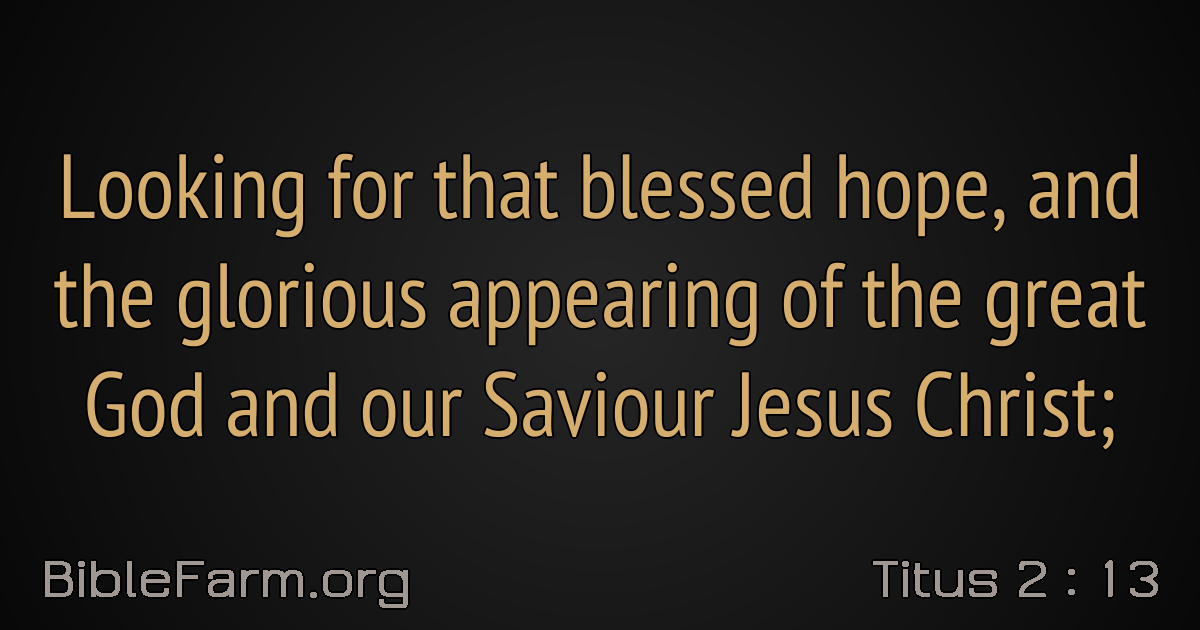 Looking for that blessed hope, and
the glorious appearing of the great
God and our Saviour Jesus Christ;
BibleFarm.org
Titus 2 : 13